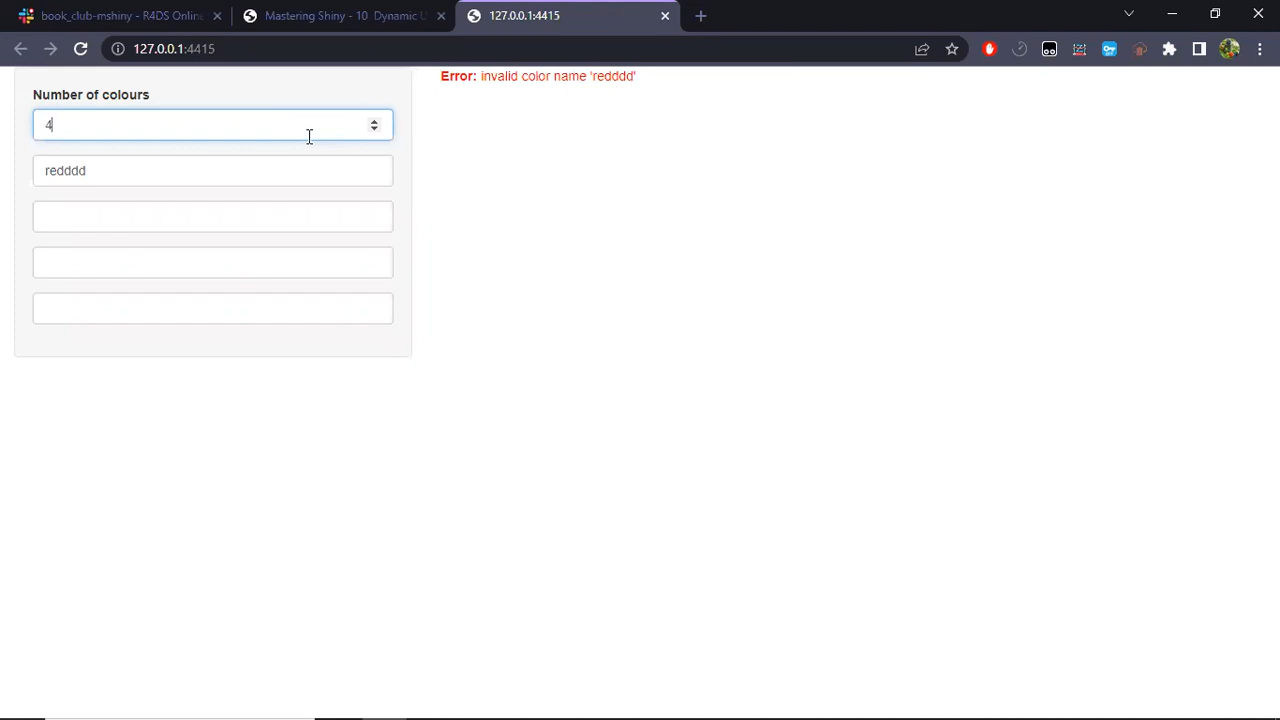 book_club-mshiny - R4DS Online
Mastering Shiny - 10 Dynamic U
127.0.0.1:4415
127.0.0.1:4415
Error: invalid color name 'redddd'
Number of colours
4
redddd